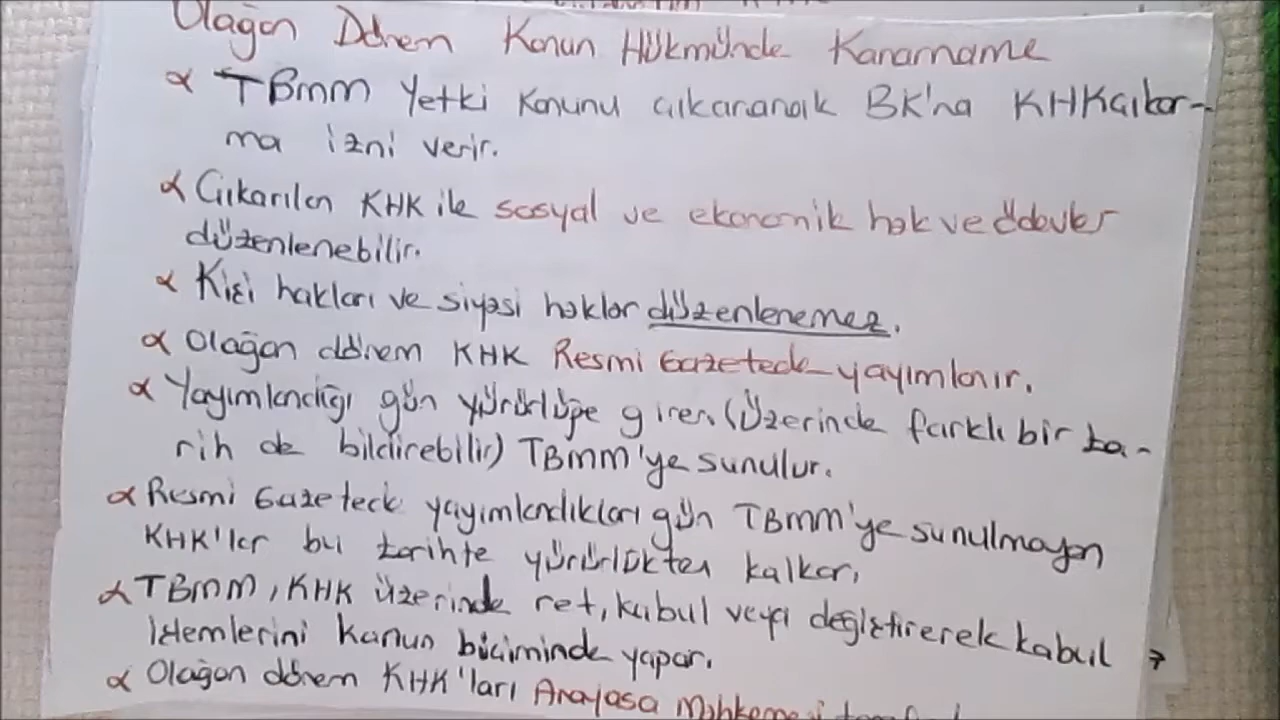 Olağan Dönem Kanun Hükmünde Kararname
α TBMM Yetki Kanunu çıkararak BK'na KHK çıkar-
ma izni verir.
α Çıkarılan KHK ile sosyal ve ekonomik hak ve ödevler
düzenlenebilir.
α Kişi hakları ve siyasi haklar düzenlenemez.
α Olağan dönem KHK Resmi Gazetede yayımlanır.
α Yayımlandığı gün yürürlüğe girer. (Üzerinde farklı bir ta-
rih de bildirebilir) TBMM'ye sunulur.
α Resmi Gazetede yayımlandıkları gün TBMM'ye sunulmayan
KHK'lar bu tarihte yürürlükten kalkar.
α TBMM, KHK üzerinde ret, kabul veya değiştirerek kabul
işlemlerini kanun biçiminde yapar. →
α Olağan dönem KHK'ları Anayasa Mahkemesi